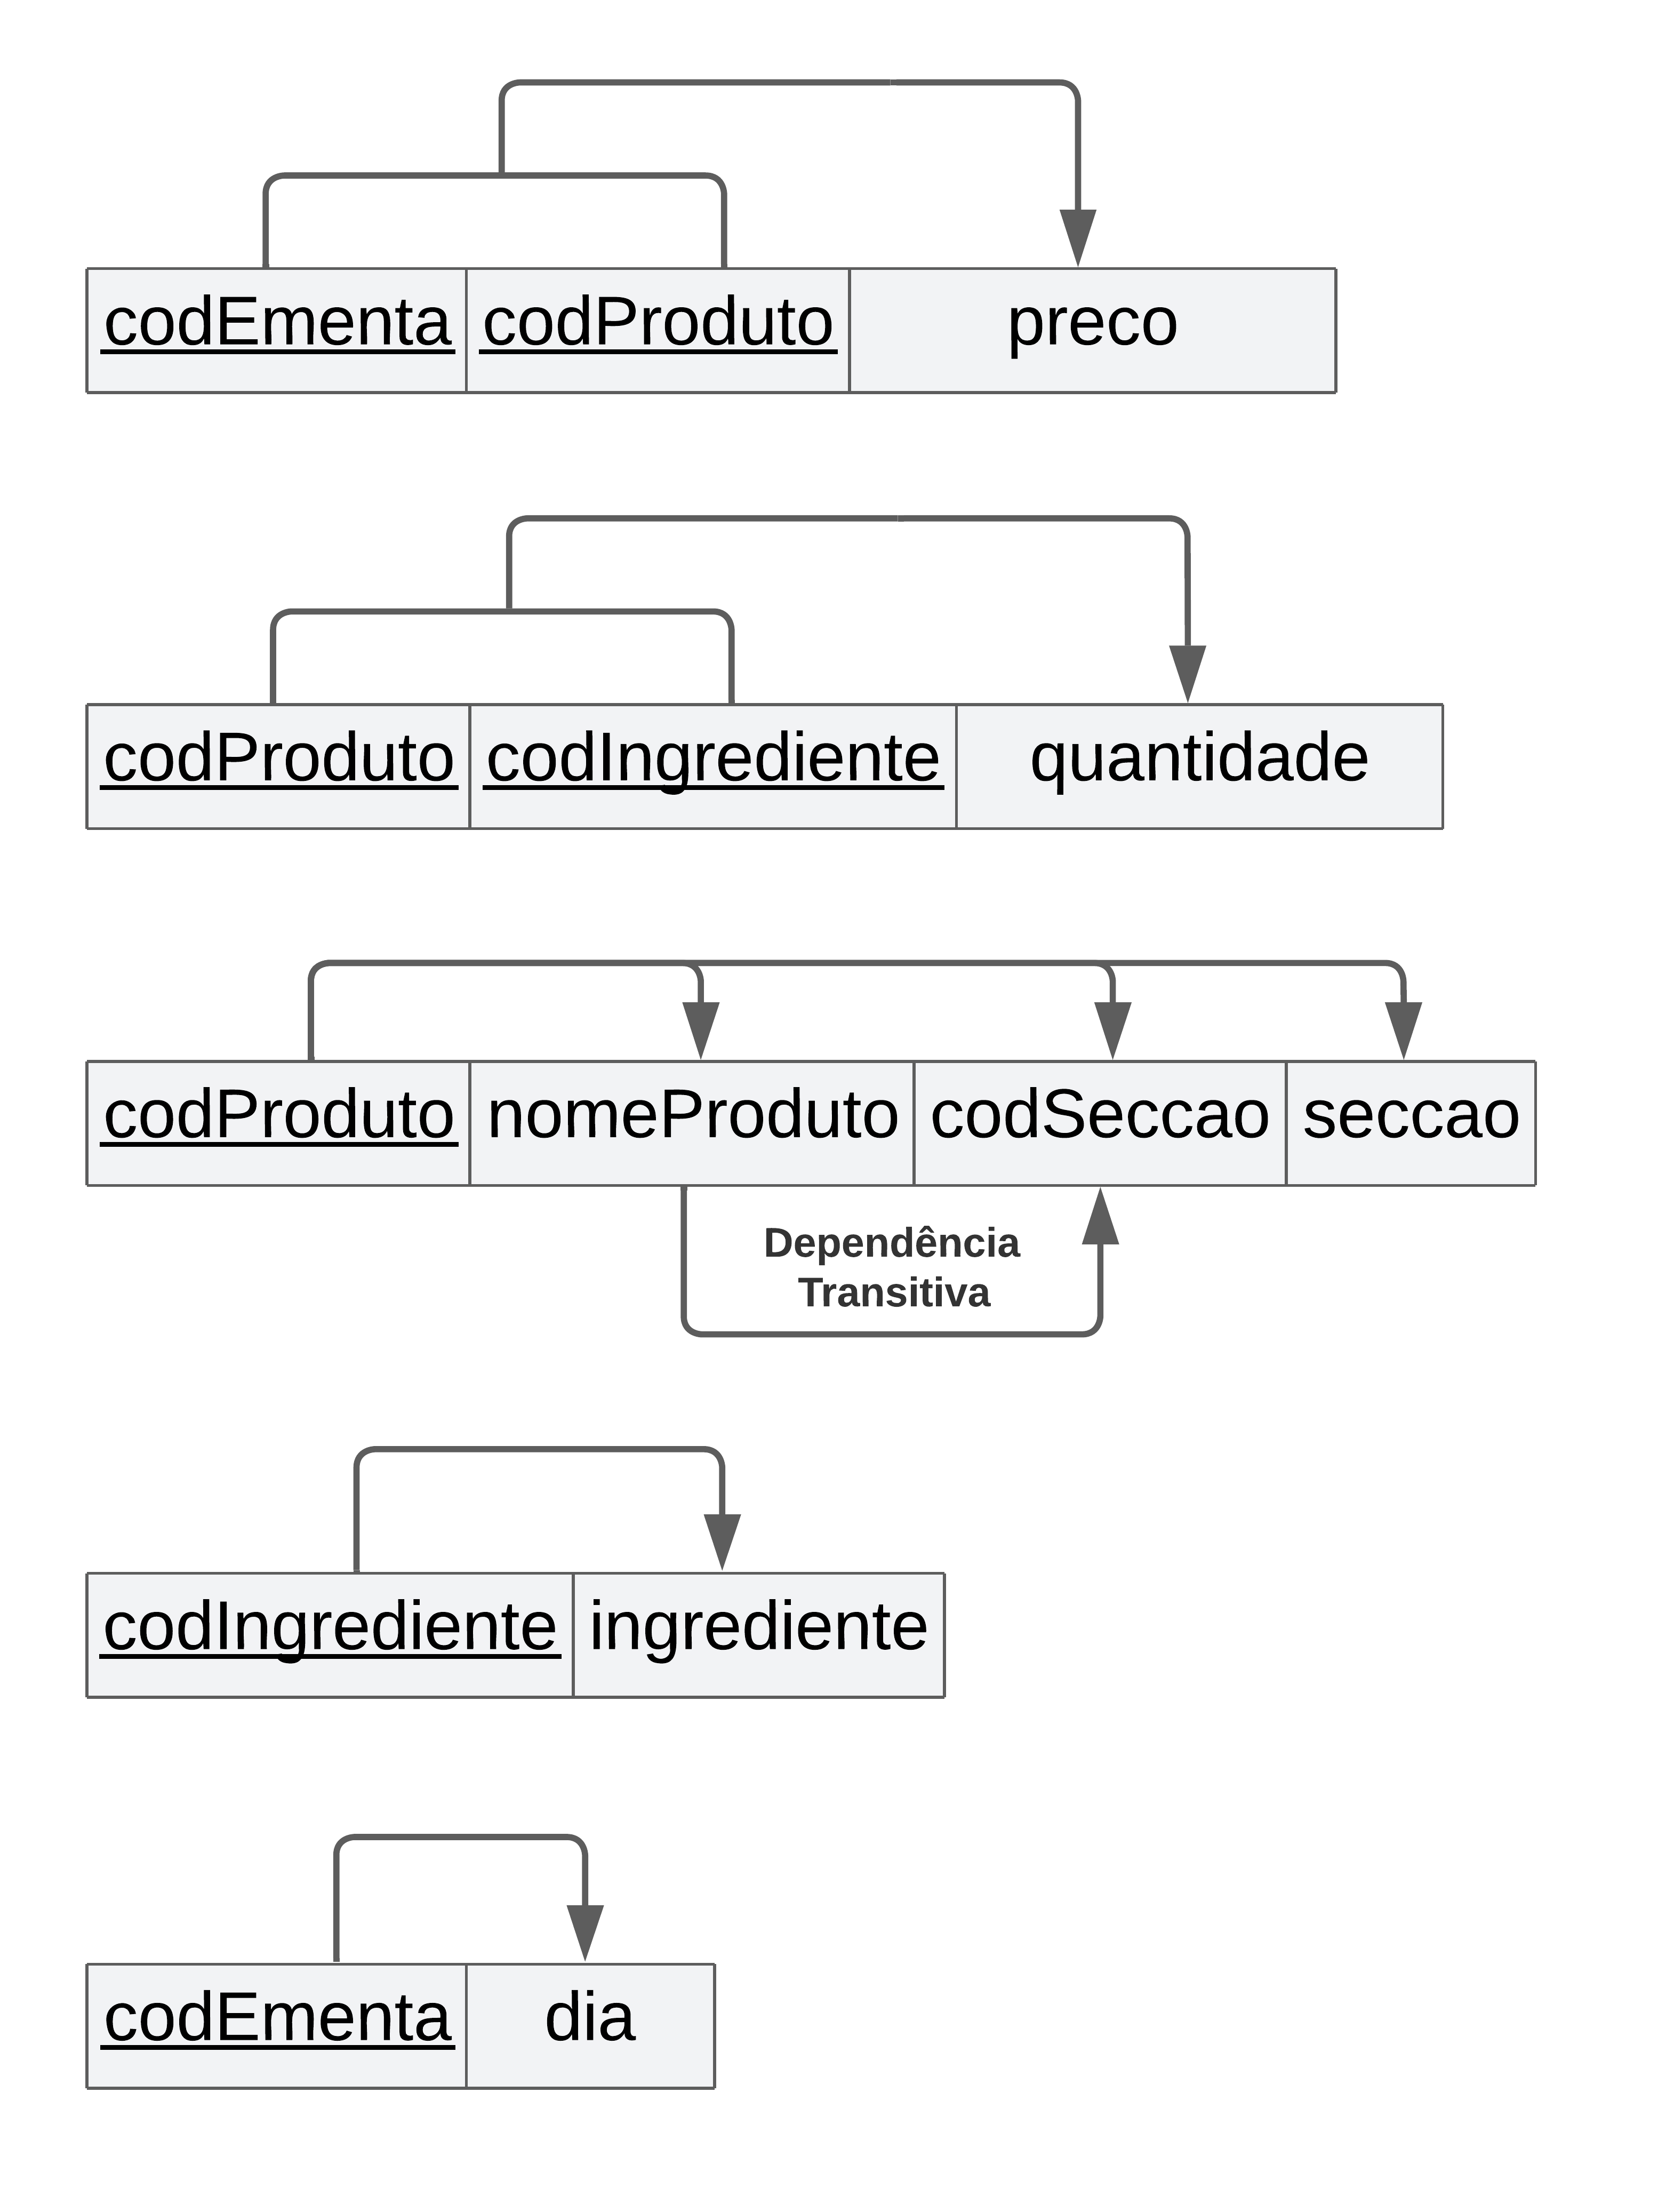 codEmenta codProduto preco
codProduto codIngrediente quantidade
codProduto nomeProduto codSeccao seccao
Dependência
Transitiva
codIngrediente ingrediente
codEmenta dia